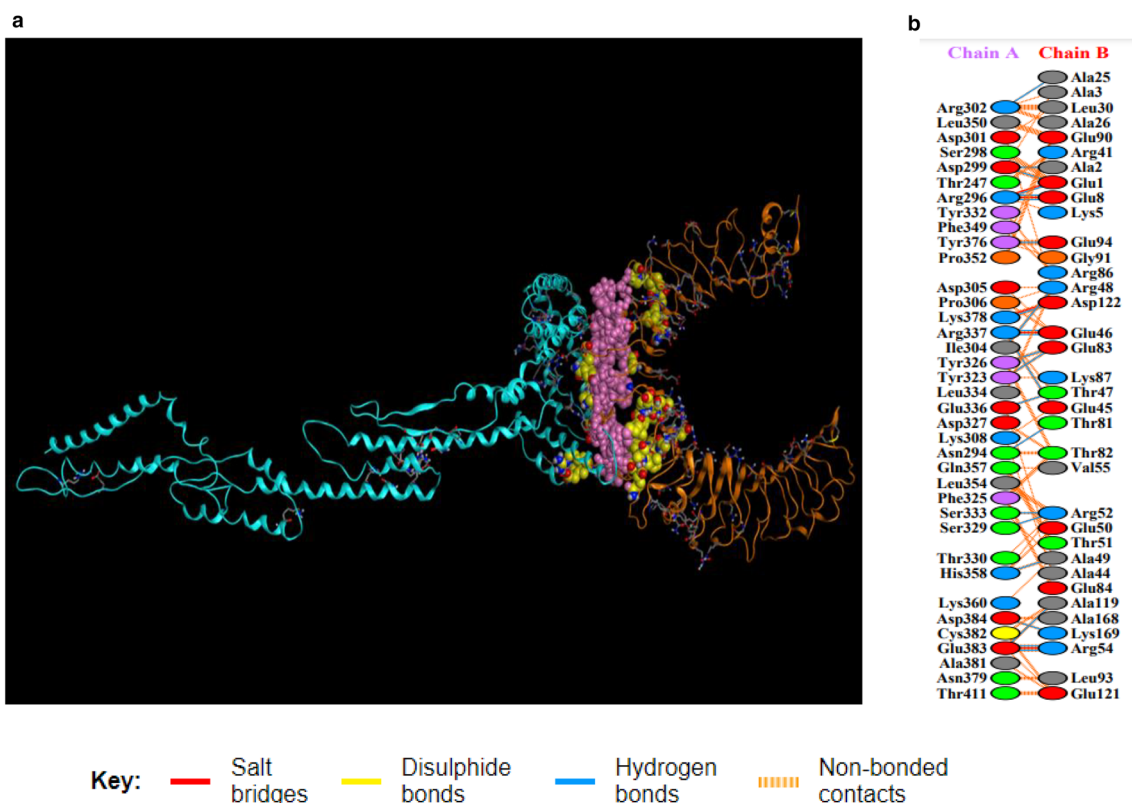 a
b
Chain A Chain B
Ala25
Ala3
Arg302 Leu30
Leu350 Ala26
Asp301 Glu90
Ser298 Arg41
Asp299 Ala2
Thr247 Glu1
Arg296 Glu8
Tyr332 Lys5
Phe349
Tyr376 Glu94
Pro352 Gly91
Arg86
Asp305 Arg48
Pro306 Asp122
Lys378
Arg337 Glu46
Ile304 Glu83
Tyr326
Tyr323 Lys87
Leu334 Thr47
Glu336 Glu45
Asp327 Thr81
Lys308
Asn294 Thr82
Gln357 Val55
Leu354
Phe325
Ser333 Arg52
Ser329 Glu50
Thr51
Thr330 Ala49
His358 Ala44
Glu84
Lys360 Ala119
Asp384 Ala168
Cys382 Lys169
Glu383 Arg54
Ala381
Asn379 Leu93
Thr411 Glu121
Key: Salt bridges Disulphide bonds Hydrogen bonds Non-bonded contacts